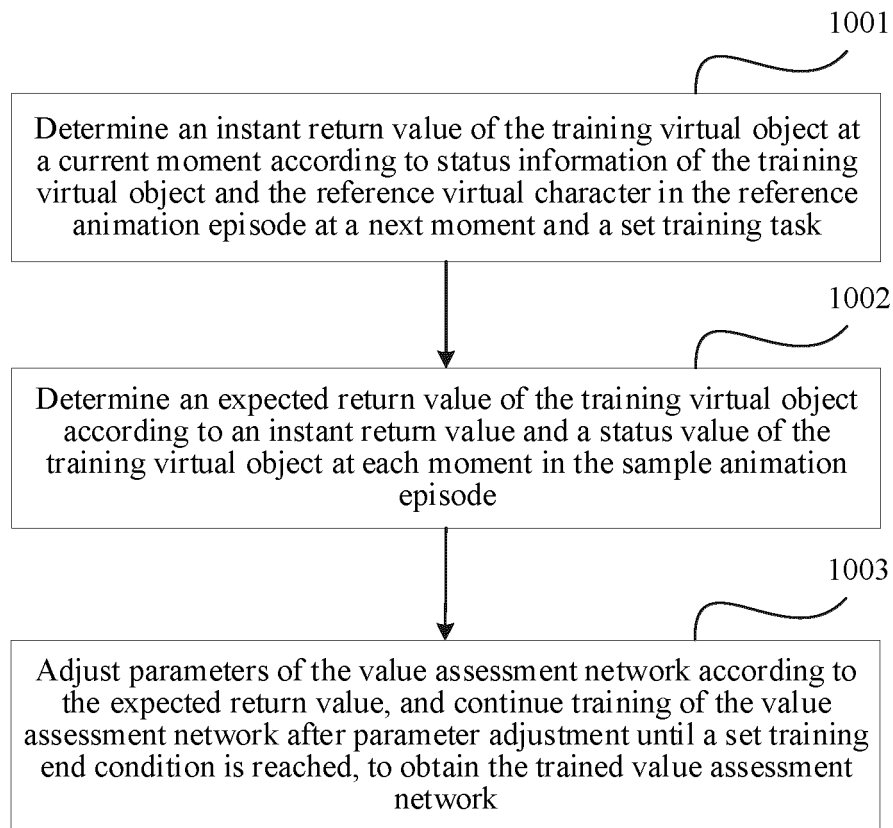 1001
Determine an instant return value of the training virtual object at
a current moment according to status information of the training
virtual object and the reference virtual character in the reference
animation episode at a next moment and a set training task
1002
Determine an expected return value of the training virtual object
according to an instant return value and a status value of the
training virtual object at each moment in the sample animation
episode
1003
Adjust parameters of the value assessment network according to
the expected return value, and continue training of the value
assessment network after parameter adjustment until a set training
end condition is reached, to obtain the trained value assessment
network